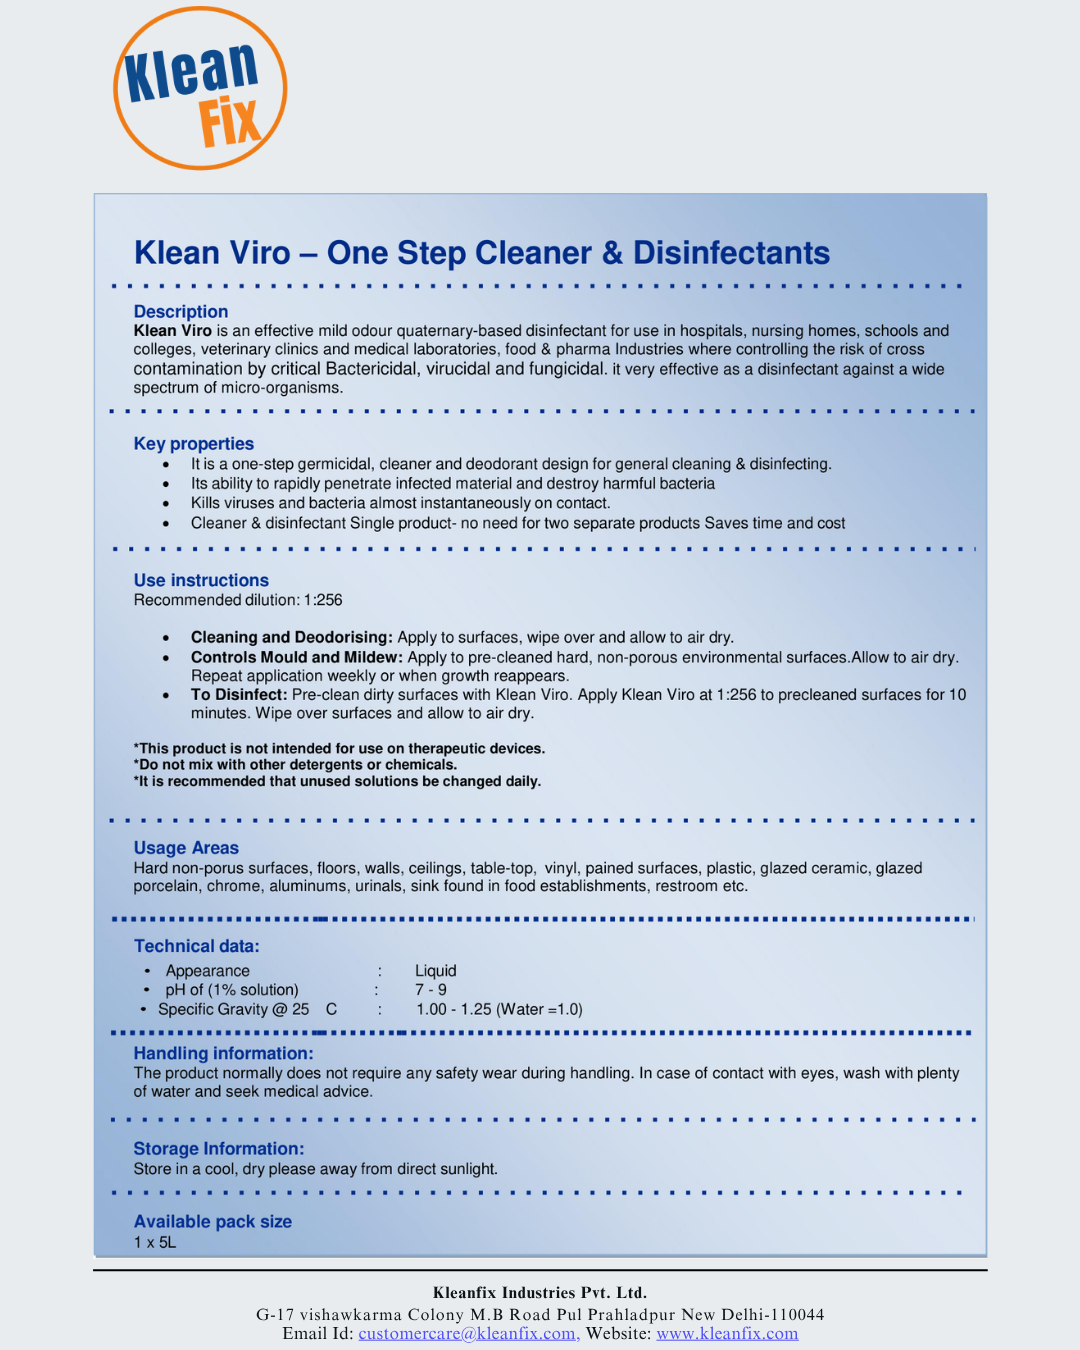 Klean
Fix
Klean Viro – One Step Cleaner & Disinfectants
Description
Klean Viro is an effective mild odour quaternary-based disinfectant for use in hospitals, nursing homes, schools and
colleges, veterinary clinics and medical laboratories, food & pharma Industries where controlling the risk of cross
contamination by critical Bactericidal, virucidal and fungicidal. it very effective as a disinfectant against a wide
spectrum of micro-organisms.
Key properties
• It is a one-step germicidal, cleaner and deodorant design for general cleaning & disinfecting.
• Its ability to rapidly penetrate infected material and destroy harmful bacteria
• Kills viruses and bacteria almost instantaneously on contact.
• Cleaner & disinfectant Single product- no need for two separate products Saves time and cost
Use instructions
Recommended dilution: 1:256
• Cleaning and Deodorising: Apply to surfaces, wipe over and allow to air dry.
• Controls Mould and Mildew: Apply to pre-cleaned hard, non-porous environmental surfaces.Allow to air dry.
Repeat application weekly or when growth reappears.
• To Disinfect: Pre-clean dirty surfaces with Klean Viro. Apply Klean Viro at 1:256 to precleaned surfaces for 10
minutes. Wipe over surfaces and allow to air dry.
*This product is not intended for use on therapeutic devices.
*Do not mix with other detergents or chemicals.
*It is recommended that unused solutions be changed daily.
Usage Areas
Hard non-porus surfaces, floors, walls, ceilings, table-top, vinyl, pained surfaces, plastic, glazed ceramic, glazed
porcelain, chrome, aluminums, urinals, sink found in food establishments, restroom etc.
Technical data:
• Appearance : Liquid
• pH of (1% solution) : 7 - 9
• Specific Gravity @ 25 C : 1.00 - 1.25 (Water =1.0)
Handling information:
The product normally does not require any safety wear during handling. In case of contact with eyes, wash with plenty
of water and seek medical advice.
Storage Information:
Store in a cool, dry please away from direct sunlight.
Available pack size
1 x 5L
Kleanfix Industries Pvt. Ltd.
G-17 vishawkarma Colony M.B Road Pul Prahladpur New Delhi-110044
Email Id: customercare@kleanfix.com, Website: www.kleanfix.com